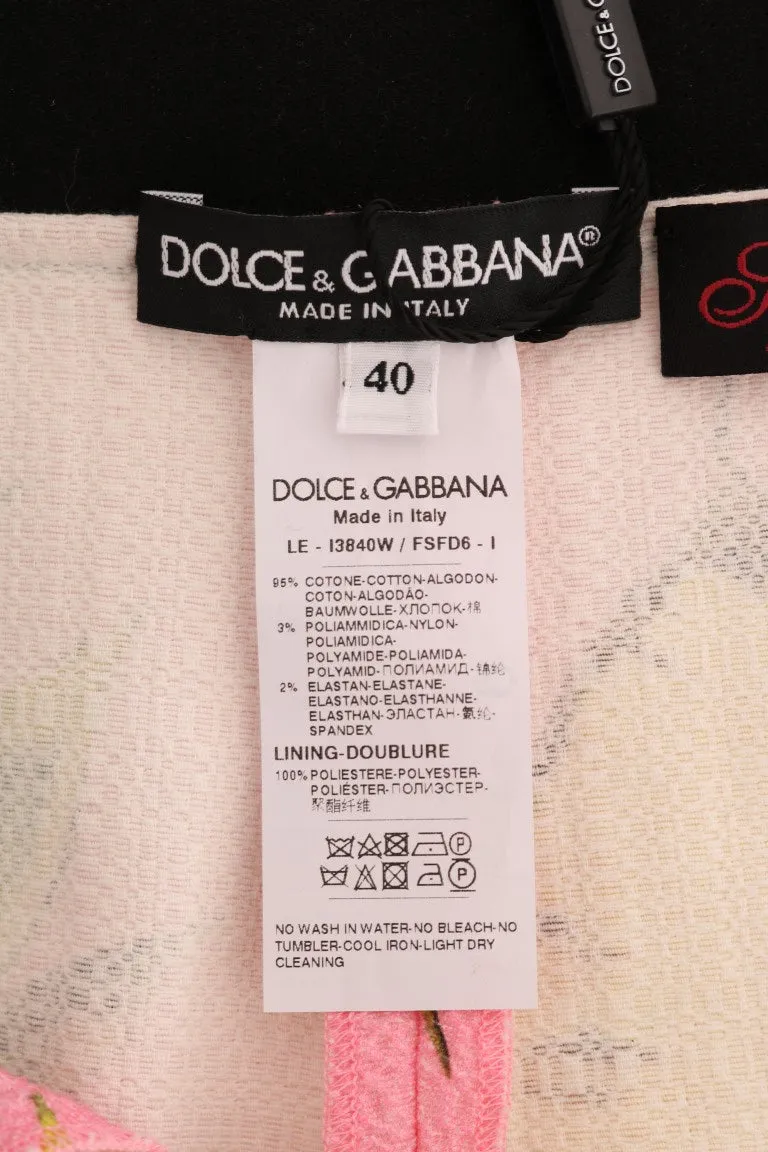 DOLCE &
DOLCE & GABBANA®
MADE IN ITALY
40
DOLCE & GABBANA
Made in Italy
LE - I3840W / FSFD6 - I
95% COTONE-COTTON-ALGODON-
COTON-ALGODÃO-
BAUMWOLLE-ХЛОПОК-棉
3% POLIAMMIDICA-NYLON-
POLIAMIDICA-
POLYAMIDE-POLIAMIDA-
POLYAMID-ПОЛИАМИД-锦纶
2% ELASTAN-ELASTANE-
ELASTANO-ELASTHANNE-
ELASTHAN-ЭЛАСТАН-氨纶-
SPANDEX
LINING-DOUBLURE
100% POLIESTERE-POLYESTER-
POLIÉSTER-ПОЛИЭСТЕР-
聚酯纤维
P
P
NO WASH IN WATER-NO BLEACH-NO
TUMBLER-COOL IRON-LIGHT DRY
CLEANING